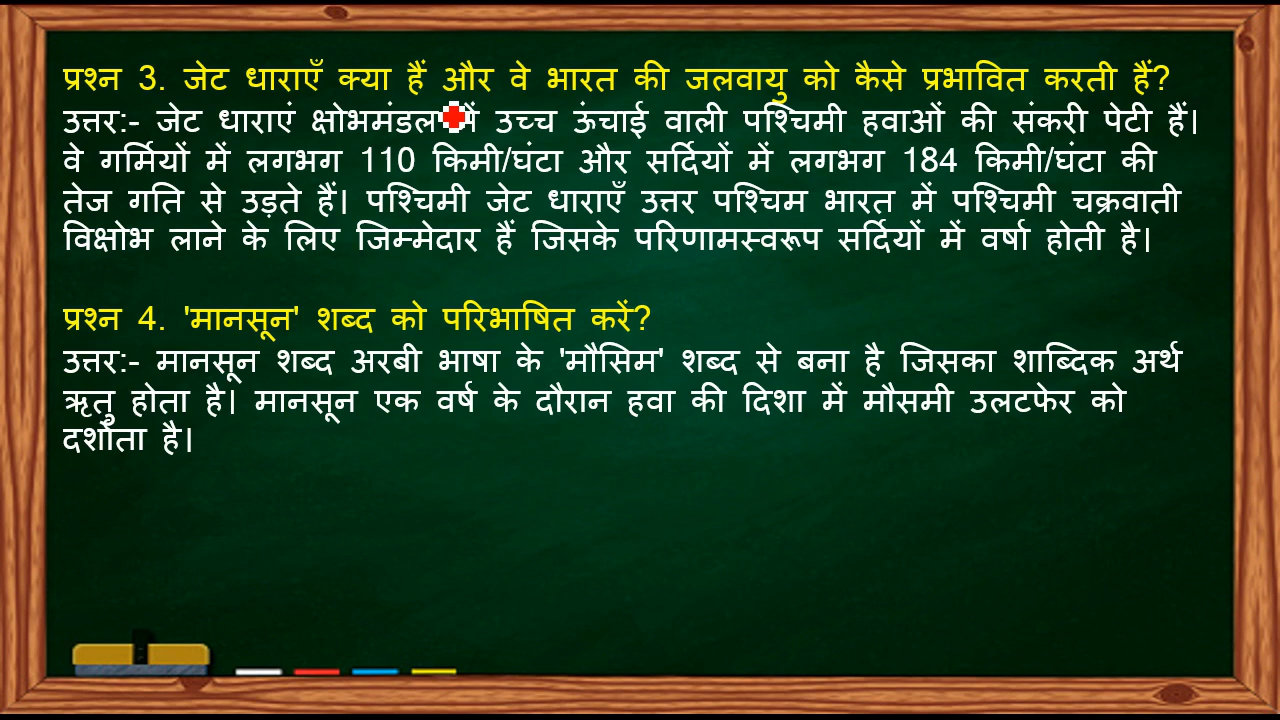 प्रश्न 3. जेट धाराएँ क्या हैं और वे भारत की जलवायु को कैसे प्रभावित करती हैं?
उत्तर:- जेट धाराएं क्षोभमंडल में उच्च ऊंचाई वाली पश्चिमी हवाओं की संकरी पेटी हैं।
वे गर्मियों में लगभग 110 किमी/घंटा और सर्दियों में लगभग 184 किमी/घंटा की
तेज गति से उड़ते हैं। पश्चिमी जेट धाराएँ उत्तर पश्चिम भारत में पश्चिमी चक्रवाती
विक्षोभ लाने के लिए जिम्मेदार हैं जिसके परिणामस्वरूप सर्दियों में वर्षा होती है।
प्रश्न 4. 'मानसून' शब्द को परिभाषित करें?
उत्तर:- मानसून शब्द अरबी भाषा के 'मौसिम' शब्द से बना है जिसका शाब्दिक अर्थ
ऋतु होता है। मानसून एक वर्ष के दौरान हवा की दिशा में मौसमी उलटफेर को
दर्शाता है।